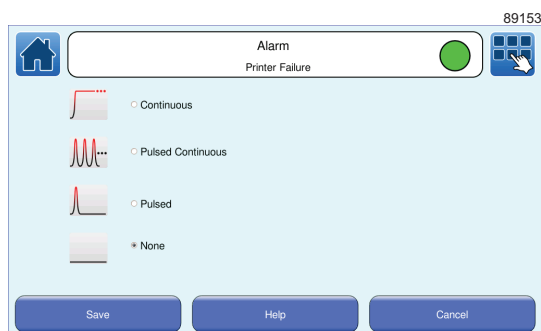 89153
Alarm
Printer Failure
Continuous
Pulsed Continuous
Pulsed
None
Save Help Cancel